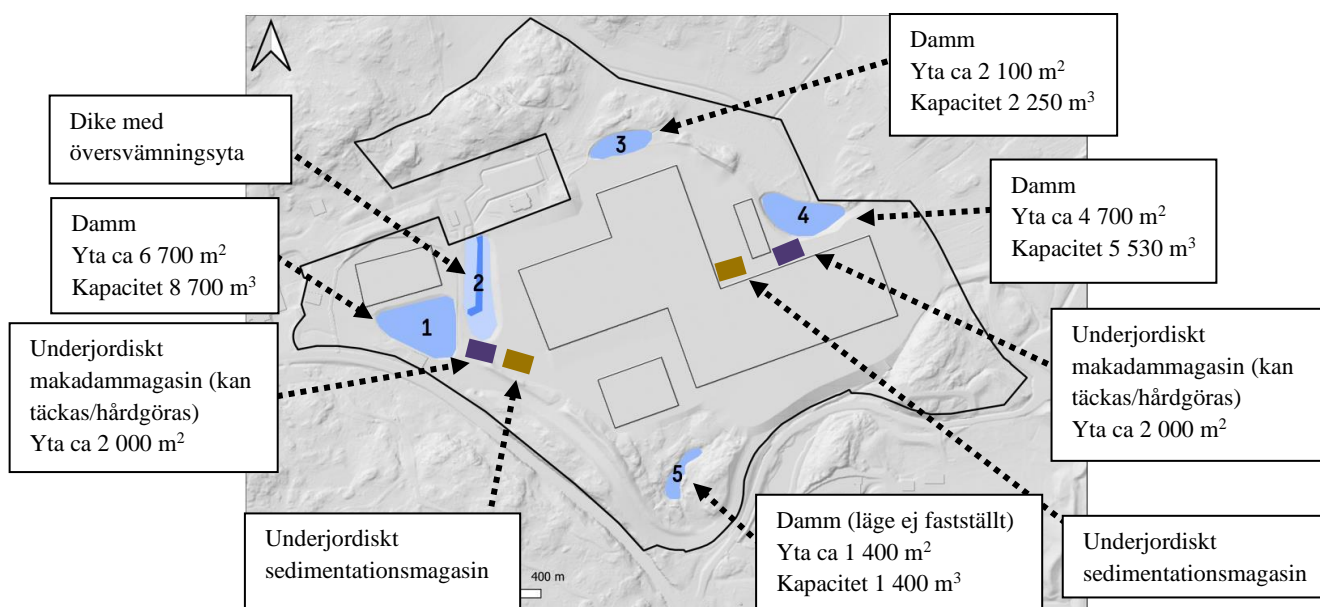 Damm
Yta ca 2 100 m²
Kapacitet 2 250 m³
Dike med
översvämningsyta
Damm
Yta ca 4 700 m²
Kapacitet 5 530 m³
Damm
Yta ca 6 700 m²
Kapacitet 8 700 m³
3
4
2
1
5
Underjordiskt
makadammagasin (kan
täckas/hårdgöras)
Yta ca 2 000 m²
Underjordiskt
makadammagasin (kan
täckas/hårdgöras)
Yta ca 2 000 m²
Underjordiskt
sedimentationsmagasin
400 m
Damm (läge ej fastställt)
Yta ca 1 400 m²
Kapacitet 1 400 m³
Underjordiskt
sedimentationsmagasin